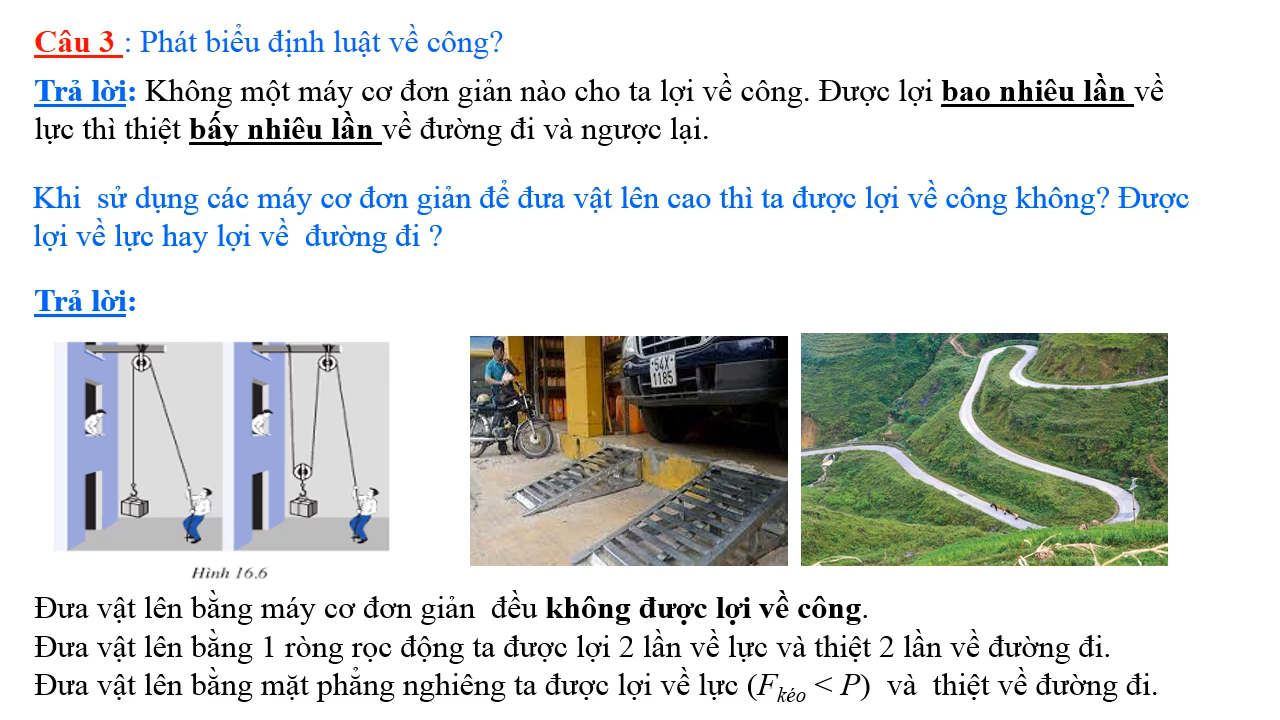 Câu 3 : Phát biểu định luật về công?
Trả lời: Không một máy cơ đơn giản nào cho ta lợi về công. Được lợi bao nhiêu lần về
lực thì thiệt bấy nhiêu lần về đường đi và ngược lại.
Khi sử dụng các máy cơ đơn giản để đưa vật lên cao thì ta được lợi về công không? Được
lợi về lực hay lợi về đường đi ?
Trả lời:
54X
1185
Hình 16.6
Đưa vật lên bằng máy cơ đơn giản đều không được lợi về công.
Đưa vật lên bằng 1 ròng rọc động ta được lợi 2 lần về lực và thiệt 2 lần về đường đi.
Đưa vật lên bằng mặt phẳng nghiêng ta được lợi về lực (Fkéo < P) và thiệt về đường đi.